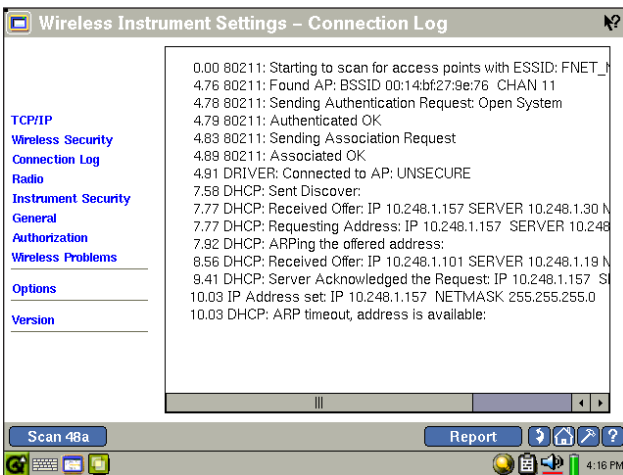 Wireless Instrument Settings – Connection Log
TCP/IP
Wireless Security
Connection Log
Radio
Instrument Security
General
Authorization
Wireless Problems
Options
Version
0.00 80211: Starting to scan for access points with ESSID: FNET_
4.76 80211: Found AP: BSSID 00:14:bf:27:9e:76 CHAN 11
4.78 80211: Sending Authentication Request: Open System
4.79 80211: Authenticated OK
4.83 80211: Sending Association Request
4.89 80211: Associated OK
4.91 DRIVER: Connected to AP: UNSECURE
7.58 DHCP: Sent Discover:
7.77 DHCP: Received Offer: IP 10.248.1.157 SERVER 10.248.1.30 N
7.77 DHCP: Requesting Address: IP 10.248.1.157 SERVER 10.248
7.92 DHCP: ARPing the offered address:
8.56 DHCP: Received Offer: IP 10.248.1.101 SERVER 10.248.1.19 N
9.41 DHCP: Server Acknowledged the Request: IP 10.248.1.157 S
10.03 IP Address set: IP 10.248.1.157 NETMASK 255.255.255.0
10.03 DHCP: ARP timeout, address is available:
Scan 48a
Report
?
4:16 PM